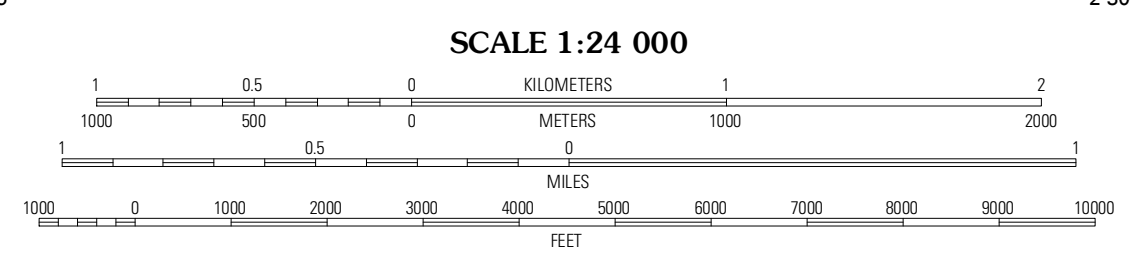 SCALE 1:24 000
1 0.5 0 KILOMETERS 1 2
1000 500 0 METERS 1000 2000
1 0.5 0 1
MILES
1000 0 1000 2000 3000 4000 5000 6000 7000 8000 9000 10000
FEET